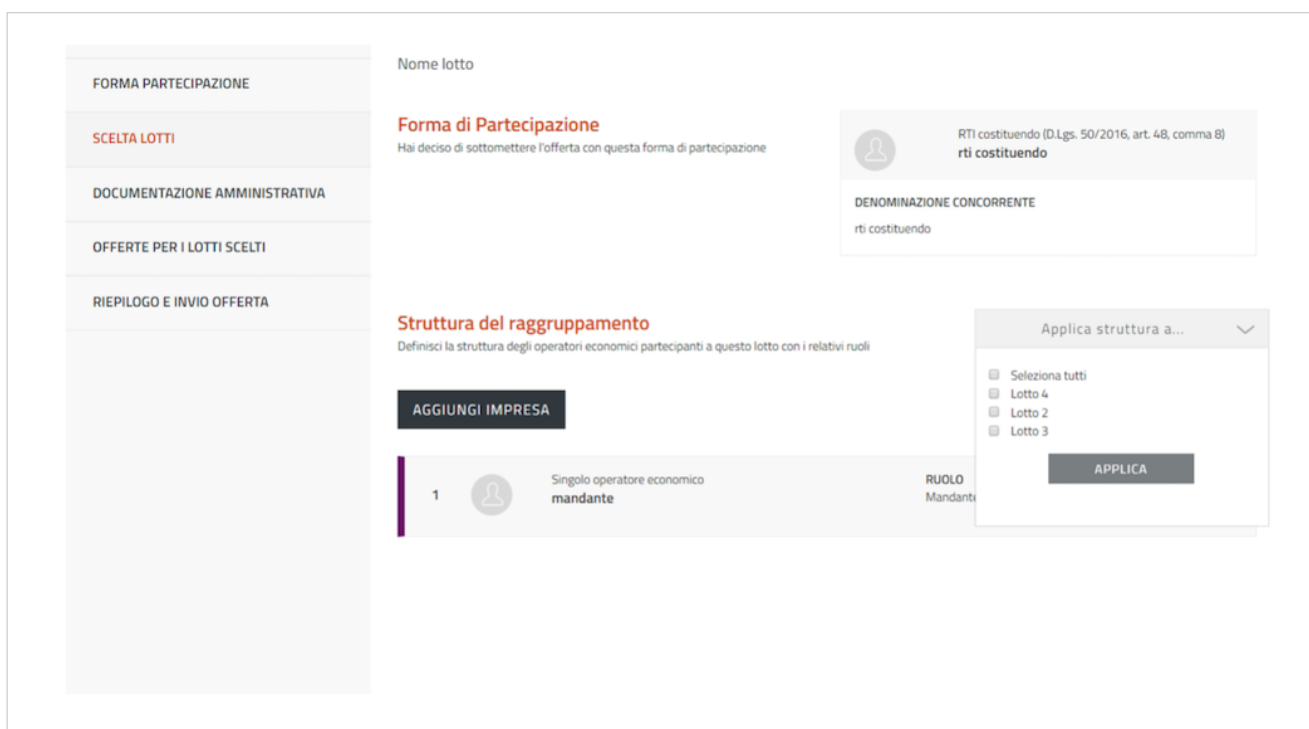 FORMA PARTECIPAZIONE
SCELTA LOTTI
DOCUMENTAZIONE AMMINISTRATIVA
OFFERTE PER I LOTTI SCELTI
RIEPILOGO E INVIO OFFERTA
Nome lotto
Forma di Partecipazione
Hai deciso di sottomettere l'offerta con questa forma di partecipazione
RTI costituendo (D.Lgs. 50/2016, art. 48, comma 8)
rti costituendo
DENOMINAZIONE CONCORRENTE
rti costituendo
Struttura del raggruppamento
Definisci la struttura degli operatori economici partecipanti a questo lotto con i relativi ruoli
Applica struttura a...
Seleziona tutti
Lotto 4
Lotto 2
Lotto 3
APPLICA
AGGIUNGI IMPRESA
1
Singolo operatore economico
mandante
RUOLO
Mandante